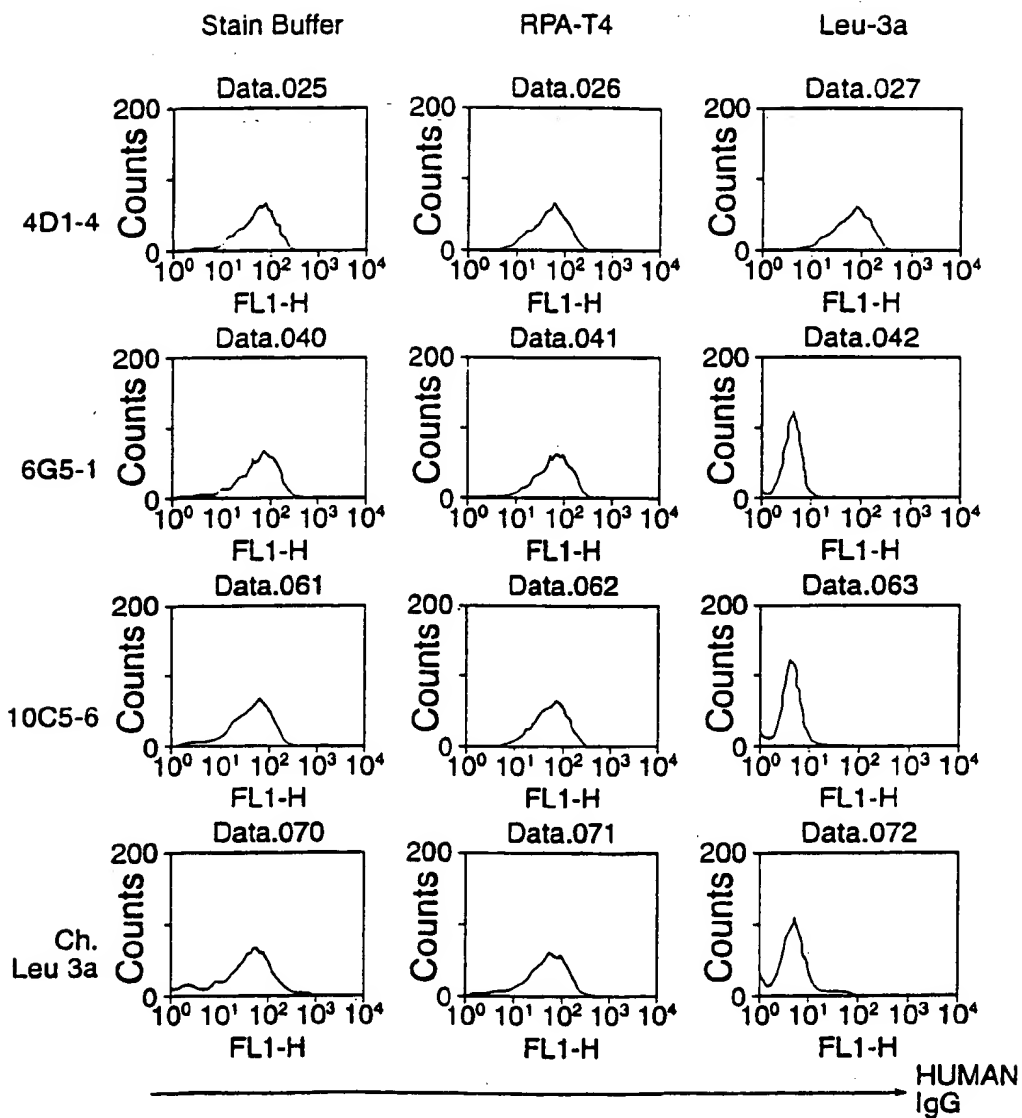 Stain Buffer RPA-T4 Leu-3a
Data.025 Data.026 Data.027
200 200 200
Counts Counts Counts
4D1-4
0 0 0
10⁰ 10¹ 10² 10³ 10⁴ 10⁰ 10¹ 10² 10³ 10⁴ 10⁰ 10¹ 10² 10³ 10⁴
FL1-H FL1-H FL1-H
Data.040 Data.041 Data.042
200 200 200
Counts Counts Counts
6G5-1
0 0 0
10⁰ 10¹ 10² 10³ 10⁴ 10⁰ 10¹ 10² 10³ 10⁴ 10⁰ 10¹ 10² 10³ 10⁴
FL1-H FL1-H FL1-H
Data.061 Data.062 Data.063
200 200 200
Counts Counts Counts
10C5-6
0 0 0
10⁰ 10¹ 10² 10³ 10⁴ 10⁰ 10¹ 10² 10³ 10⁴ 10⁰ 10¹ 10² 10³ 10⁴
FL1-H FL1-H FL1-H
Data.070 Data.071 Data.072
200 200 200
Counts Counts Counts
Ch.
Leu 3a
0 0 0
10⁰ 10¹ 10² 10³ 10⁴ 10⁰ 10¹ 10² 10³ 10⁴ 10⁰ 10¹ 10² 10³ 10⁴
FL1-H FL1-H FL1-H
HUMAN
IgG